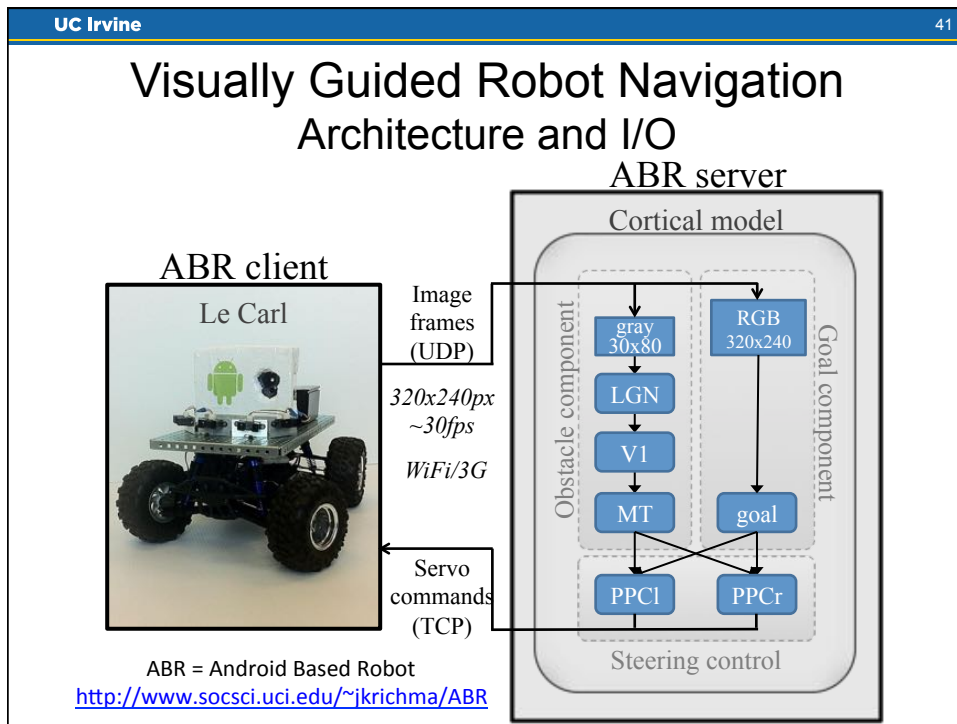 UC Irvine
41
Visually Guided Robot Navigation
Architecture and I/O
ABR server
Cortical model
ABR client
Le Carl
Image
frames
(UDP)
320x240px
~30fps
WiFi/3G
Servo
commands
(TCP)
Obstacle component
gray
30x80
LGN
V1
MT
RGB
320x240
goal
Goal component
PPCl
PPCr
Steering control
ABR = Android Based Robot
http://www.socsci.uci.edu/~jkrichma/ABR